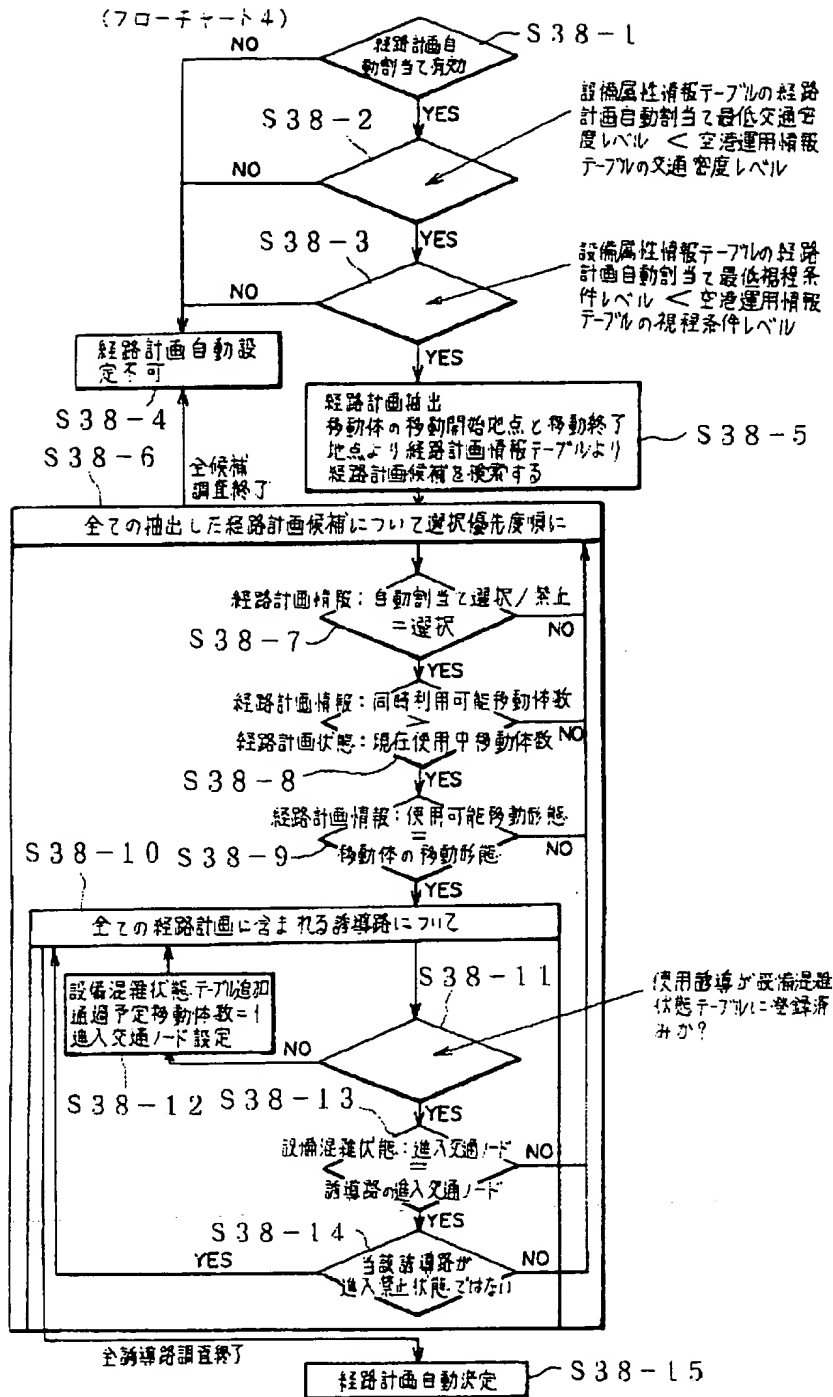 (フローチャート4)
NO
経路計画自
動割当て有効
S38-1
YES
S38-2
設備属性情報テーブルの経路
計画自動割当て最低交通密
度レベル < 空港運用情報
テーブルの交通密度レベル
NO
YES
S38-3
設備属性情報テーブルの経路
計画自動割当て最低視程条
件レベル < 空港運用情報
テーブルの視程条件レベル
NO
YES
経路計画自動設
定不可
S38-4
経路計画抽出
移動体の移動開始地点と移動終了
地点より経路計画情報テーブルより
経路計画候補を検索する
S38-5
S38-6
全候補
調査終了
全ての抽出した経路計画候補について選択優先度順に
経路計画情報:自動割当て選択/禁止
=選択
NO
S38-7
YES
経路計画情報:同時利用可能移動体数
>
NO
経路計画状態:現在使用中移動体数
S38-8
YES
経路計画情報:使用可能移動形態
=
NO
S38-10
S38-9
移動体の移動形態
YES
全ての経路計画に含まれる誘導路について
設備混雑状態テーブル追加
通過予定移動体数=1
進入交通ノード設定
S38-11
使用誘導が設備混雑
状態テーブルに登録済
みか?
NO
S38-12
S38-13
YES
設備混雑状態:進入交通ノード
=
NO
誘導路の進入交通ノード
YES
S38-14
YES
当該誘導路が
進入禁止状態ではない
NO
全誘導路調査終了
経路計画自動決定
S38-15